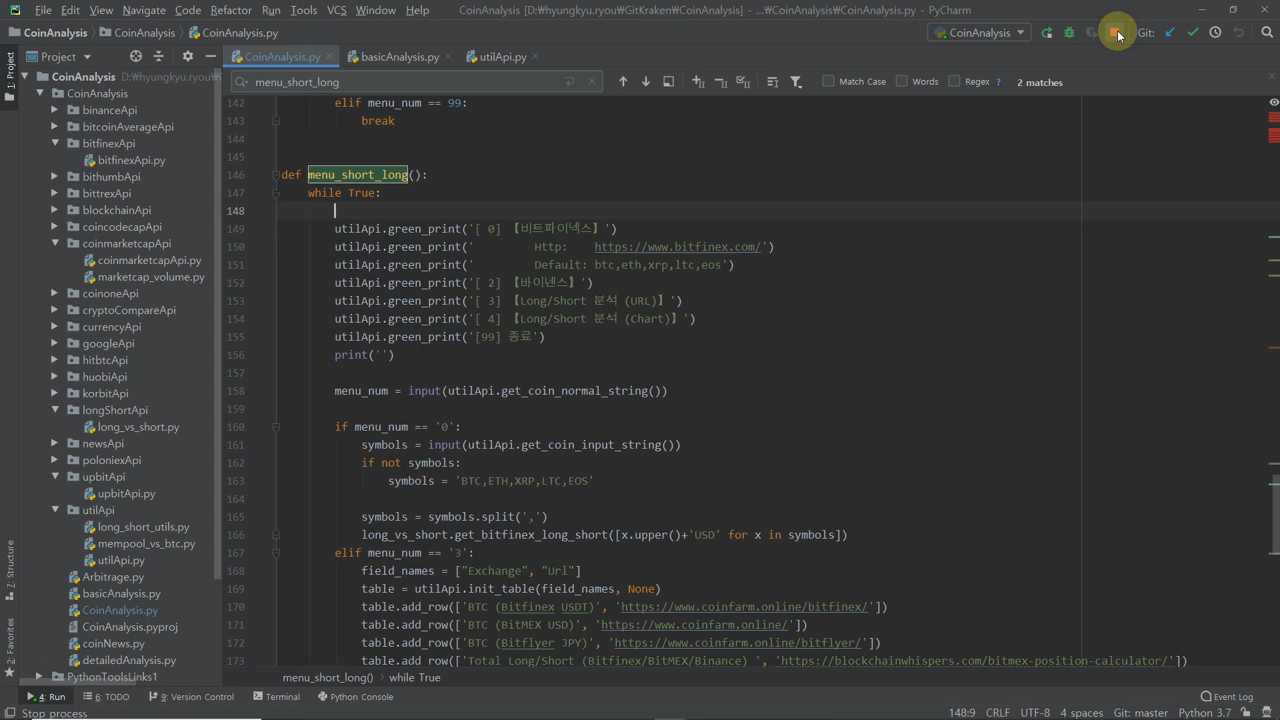 File Edit View Navigate Code Refactor Run Tools VCS Window Help CoinAnalysis [D:₩hyungkyu.ryou₩GitKraken₩CoinAnalysis] - ...₩CoinAnalysis₩CoinAnalysis.py - PyCharm
CoinAnalysis CoinAnalysis CoinAnalysis.py CoinAnalysis Git:
Project CoinAnalysis.py basicAnalysis.py utilApi.py
1: Project
7: Structure
2: Favorites
menu_short_long Match Case Words Regex ? 2 matches
CoinAnalysis D:₩hyungkyu.ryou₩
CoinAnalysis
binanceApi
bitcoinAverageApi
bitfinexApi
bitfinexApi.py
bithumbApi
bittrexApi
blockchainApi
coincodecapApi
coinmarketcapApi
coinmarketcapApi.py
marketcap_volume.py
coinoneApi
cryptoCompareApi
currencyApi
googleApi
hitbtcApi
huobiApi
korbitApi
longShortApi
long_vs_short.py
newsApi
poloniexApi
upbitApi
upbitApi.py
utilApi
long_short_utils.py
mempool_vs_btc.py
utilApi.py
Arbitrage.py
basicAnalysis.py
CoinAnalysis.py
CoinAnalysis.pyproj
coinNews.py
detailedAnalysis.py
PythonToolsLinks1
142 elif menu_num == 99:
143 break
144
145
146 def menu_short_long():
147 while True:
148
149 utilApi.green_print('[ 0] 【비트파이넥스】')
150 utilApi.green_print(' Http: https://www.bitfinex.com/')
151 utilApi.green_print(' Default: btc,eth,xrp,ltc,eos')
152 utilApi.green_print('[ 2] 【바이넨스】')
153 utilApi.green_print('[ 3] 【Long/Short 분석 (URL)】')
154 utilApi.green_print('[ 4] 【Long/Short 분석 (Chart)】')
155 utilApi.green_print('[99] 종료')
156 print('')
157
158 menu_num = input(utilApi.get_coin_normal_string())
159
160 if menu_num == '0':
161 symbols = input(utilApi.get_coin_input_string())
162 if not symbols:
163 symbols = 'BTC,ETH,XRP,LTC,EOS'
164
165 symbols = symbols.split(',')
166 long_vs_short.get_bitfinex_long_short([x.upper()+'USD' for x in symbols])
167 elif menu_num == '3':
168 field_names = ["Exchange", "Url"]
169 table = utilApi.init_table(field_names, None)
170 table.add_row(['BTC (Bitfinex USDT)', 'https://www.coinfarm.online/bitfinex/'])
171 table.add_row(['BTC (BitMEX USD)', 'https://www.coinfarm.online/'])
172 table.add_row(['BTC (Bitflyer JPY)', 'https://www.coinfarm.online/bitflyer/'])
173 table.add_row(['Total Long/Short (Bitfinex/BitMEX/Binance) ', 'https://blockchainwhispers.com/bitmex-position-calculator/'])
menu_short_long() while True
4: Run 6: TODO 9: Version Control Terminal Python Console Event Log
Stop process 148:9 CRLF UTF-8 4 spaces Git: master Python 3.7